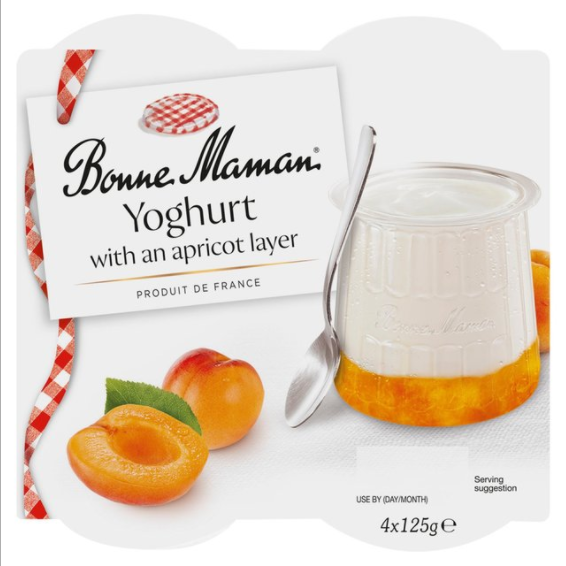 Bonne Maman®
Yoghurt
with an apricot layer
PRODUIT DE FRANCE
Bonne Maman
Serving
suggestion
USE BY (DAY/MONTH)
4x125g℮